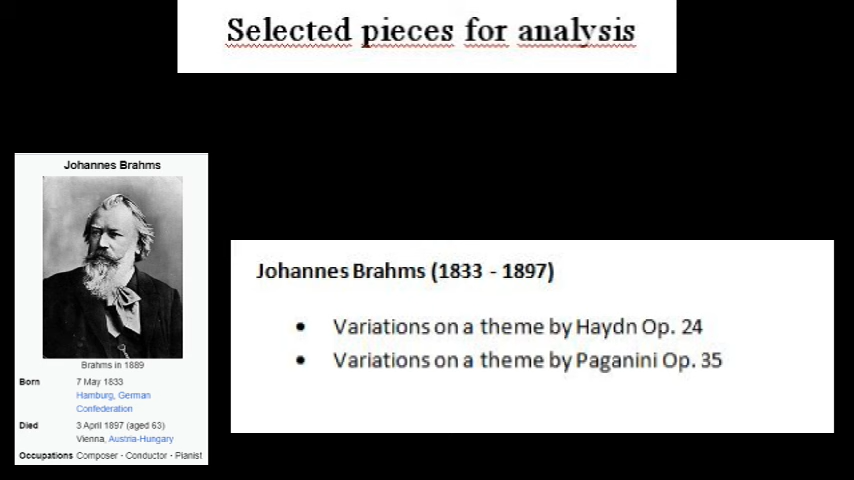 Selected pieces for analysis
Johannes Brahms
Brahms in 1889
Born 7 May 1833
Hamburg, German
Confederation
Died 3 April 1897 (aged 63)
Vienna, Austria-Hungary
Occupations Composer · Conductor · Pianist
Johannes Brahms (1833 - 1897)
• Variations on a theme by Haydn Op. 24
• Variations on a theme by Paganini Op. 35